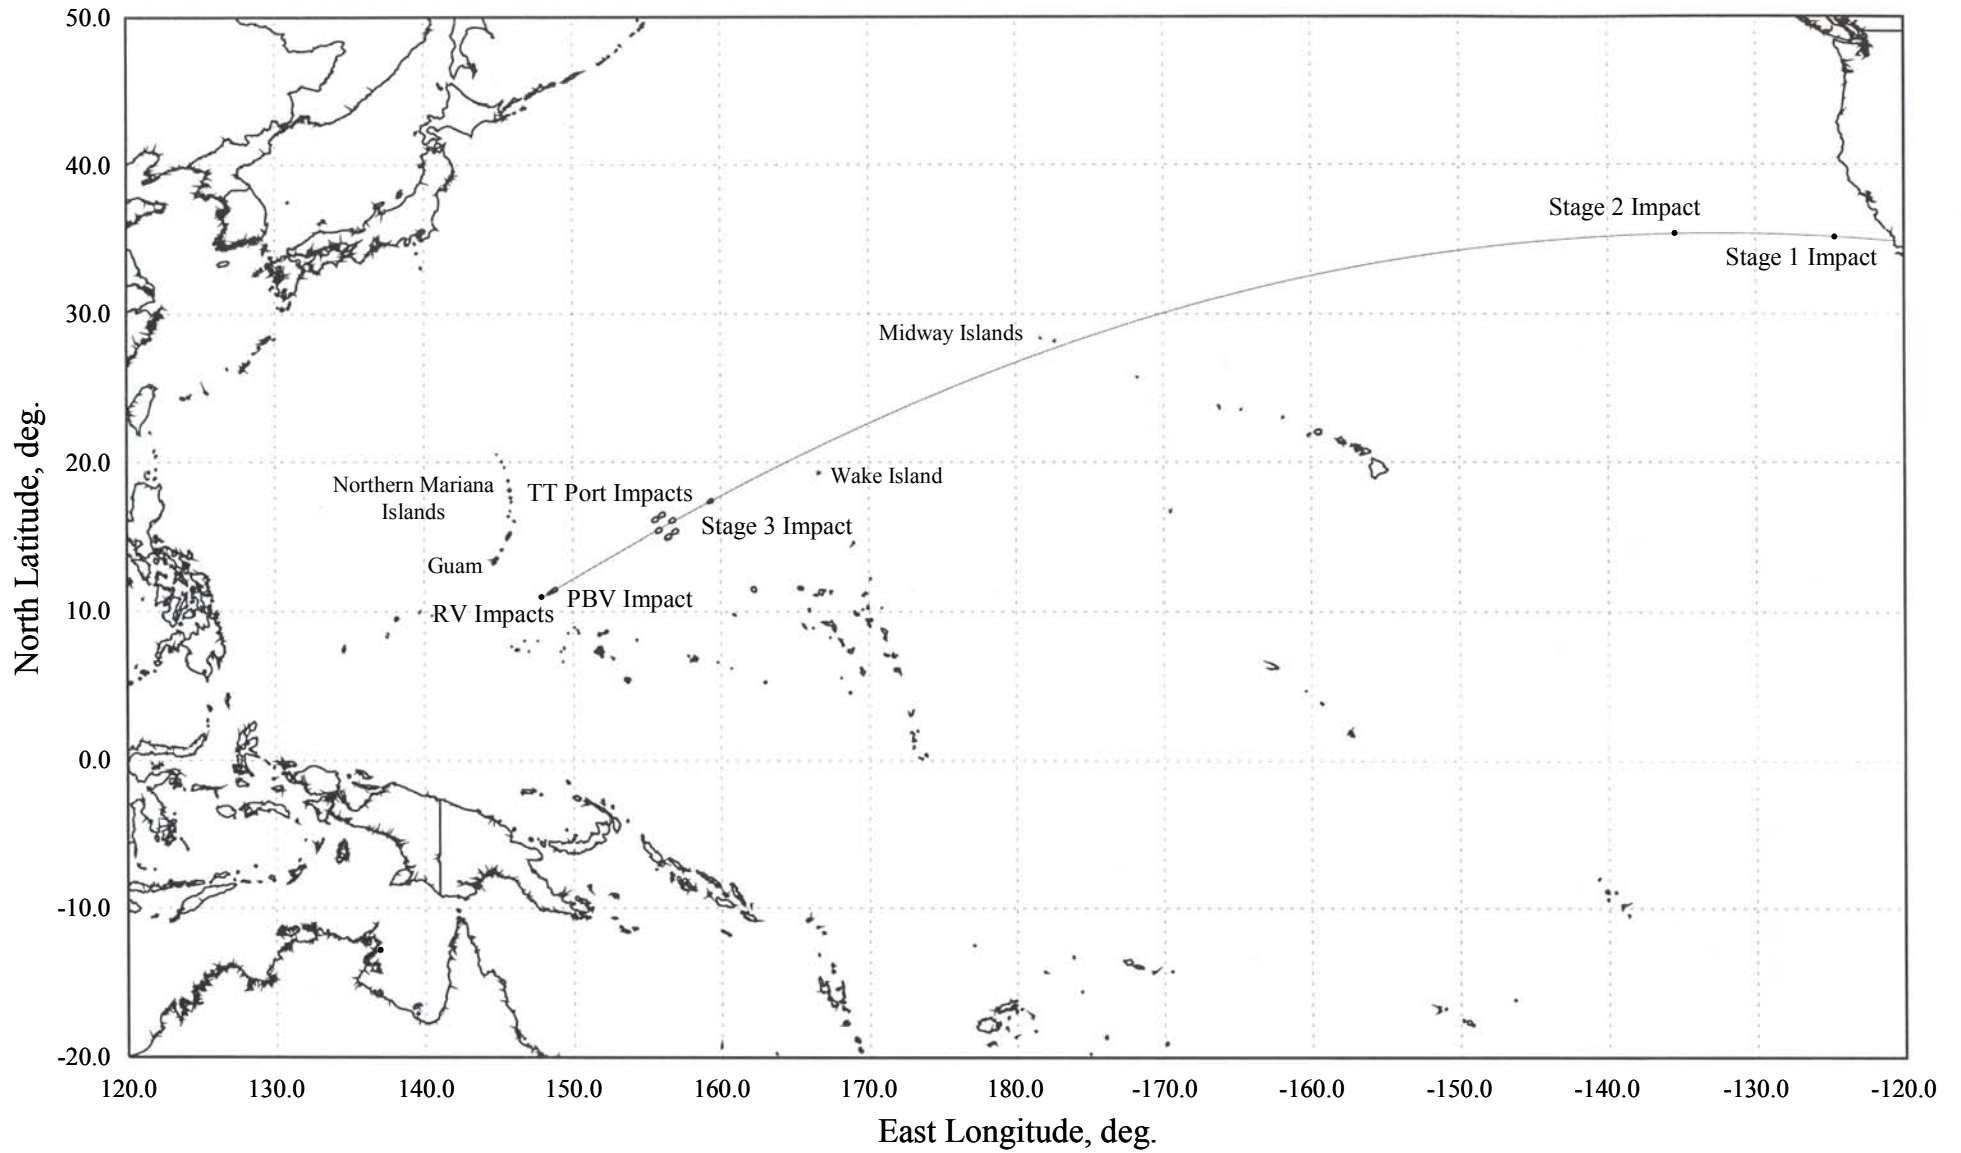 50.0
40.0
Stage 2 Impact
Stage 1 Impact
30.0
Midway Islands
20.0
Wake Island
Northern Mariana
Islands
TT Port Impacts
Stage 3 Impact
Guam
PBV Impact
10.0
RV Impacts
0.0
-10.0
-20.0
North Latitude, deg.
120.0 130.0 140.0 150.0 160.0 170.0 180.0 -170.0 -160.0 -150.0 -140.0 -130.0 -120.0
East Longitude, deg.